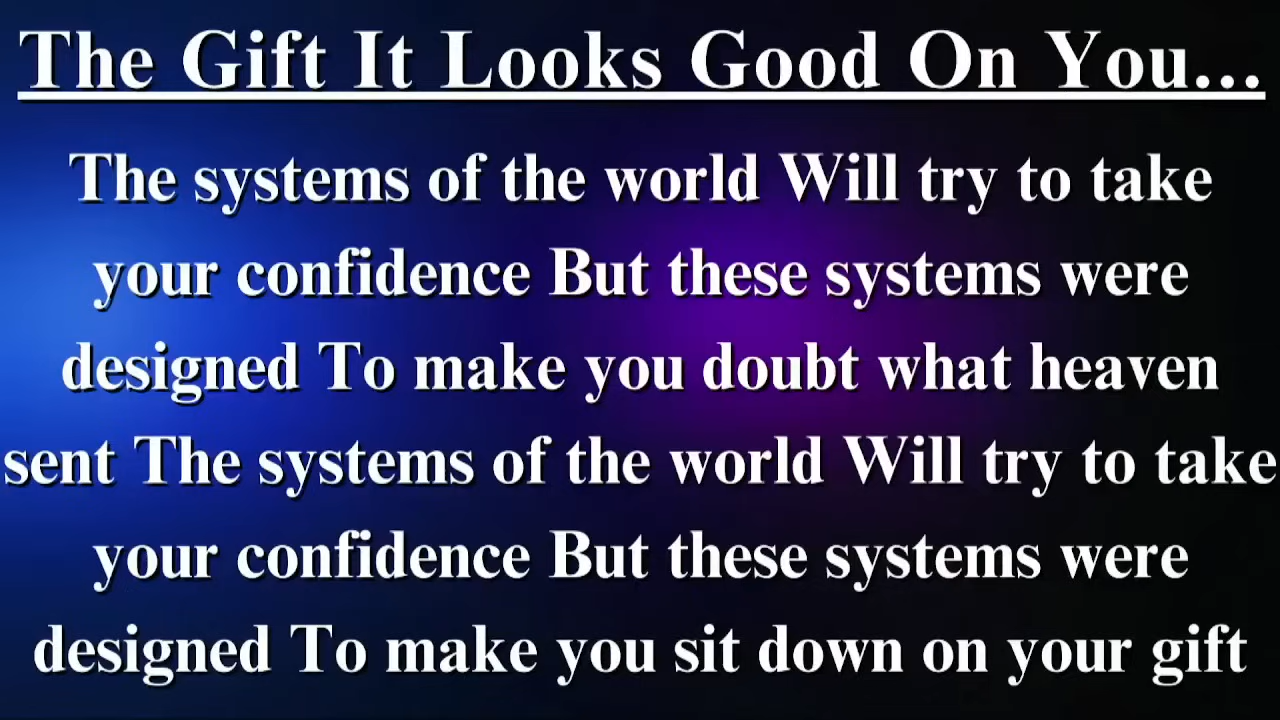 The Gift It Looks Good On You...
The systems of the world Will try to take
your confidence But these systems were
designed To make you doubt what heaven
sent The systems of the world Will try to take
your confidence But these systems were
designed To make you sit down on your gift